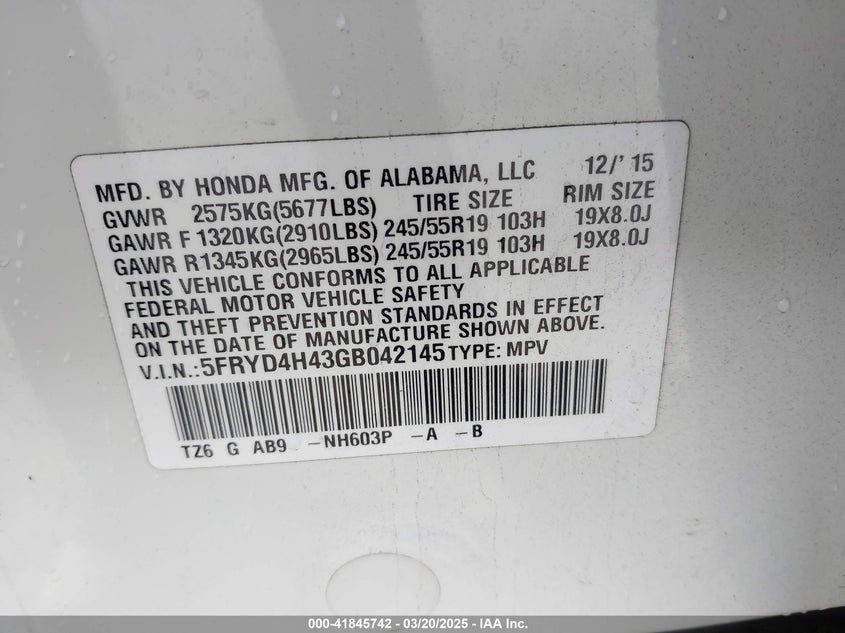 MFD. BY HONDA MFG. OF ALABAMA, LLC 12/' 15
GVWR 2575KG(5677LBS) TIRE SIZE RIM SIZE
GAWR F 1320KG(2910LBS) 245/55R19 103H 19X8.0J
GAWR R1345KG(2965LBS) 245/55R19 103H 19X8.0J
THIS VEHICLE CONFORMS TO ALL APPLICABLE
FEDERAL MOTOR VEHICLE SAFETY
AND THEFT PREVENTION STANDARDS IN EFFECT
ON THE DATE OF MANUFACTURE SHOWN ABOVE.
V.I.N.:5FRYD4H43GB042145 TYPE: MPV
TZ6 G AB9 -NH603P -A -B
000-41845742 — 03/20/2025 — IAA Inc.